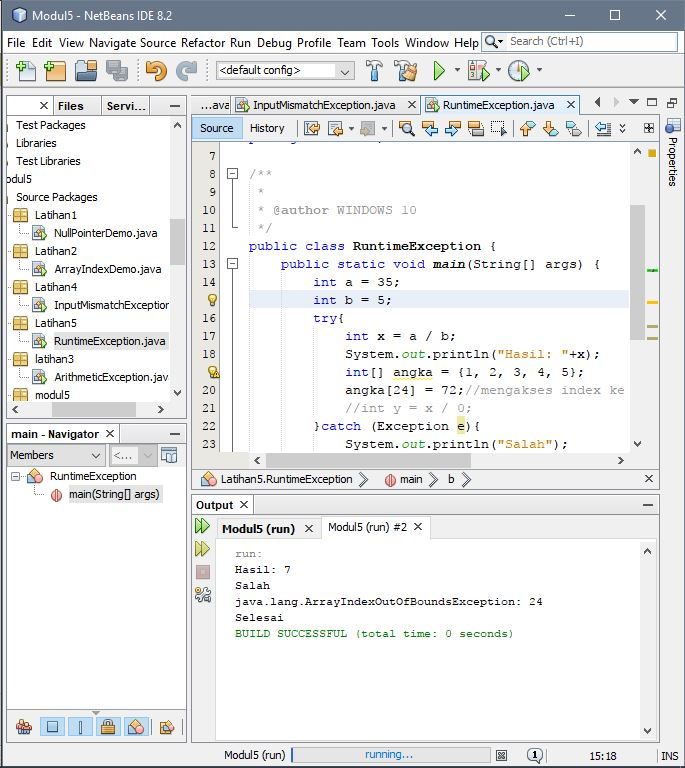 Modul5 - NetBeans IDE 8.2
File Edit View Navigate Source Refactor Run Debug Profile Team Tools Window Help
Search (Ctrl+I)
<default config>
Files
Servi...
Test Packages
Libraries
Test Libraries
odul5
Source Packages
Latihan1
NullPointerDemo.java
Latihan2
ArrayIndexDemo.java
Latihan4
InputMismatchException
Latihan5
RuntimeException.java
latihan3
ArithmeticException.jav
modul5
main - Navigator
Members
<...
RuntimeException
main(String[] args)
...ava
InputMismatchException.java
RuntimeException.java
Source
History
Properties
7
8 /**
9 *
10 * @author WINDOWS 10
11 */
12 public class RuntimeException {
13 public static void main(String[] args) {
14 int a = 35;
int b = 5;
16 try{
17 int x = a / b;
18 System.out.println("Hasil: "+x);
int[] angka = {1, 2, 3, 4, 5};
20 angka[24] = 72;//mengakses index ke
21 //int y = x / 0;
22 }catch (Exception e){
23 System.out.println("Salah");
Latihan5.RuntimeException
main
b
Output
Modul5 (run)
Modul5 (run) #2
run:
Hasil: 7
Salah
java.lang.ArrayIndexOutOfBoundsException: 24
Selesai
BUILD SUCCESSFUL (total time: 0 seconds)
Modul5 (run)
running...
1
15:18
INS